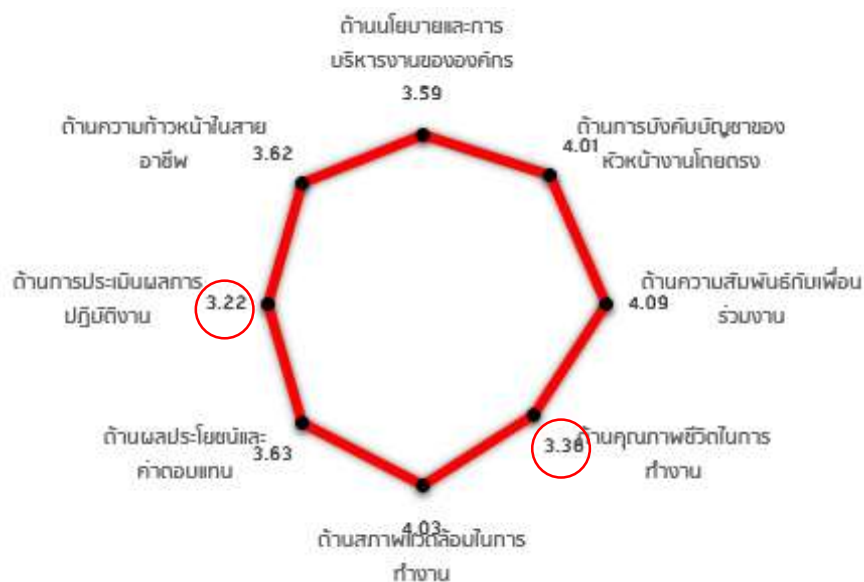 ด้านนโยบายและการ
บริหารงานขององค์กร
3.59
ด้านการบังคับบัญชาของ
หัวหน้างานโดยตรง
4.01
ด้านความสัมพันธ์กับเพื่อน
ร่วมงาน
4.09
ด้านคุณภาพชีวิตในการ
ทำงาน
3.36
4.03
ด้านสภาพแวดล้อมในการ
ทำงาน
ด้านผลประโยชน์และ
ค่าตอบแทน
3.63
ด้านการประเมินผลการ
ปฏิบัติงาน
3.22
ด้านความก้าวหน้าในสาย
อาชีพ
3.62